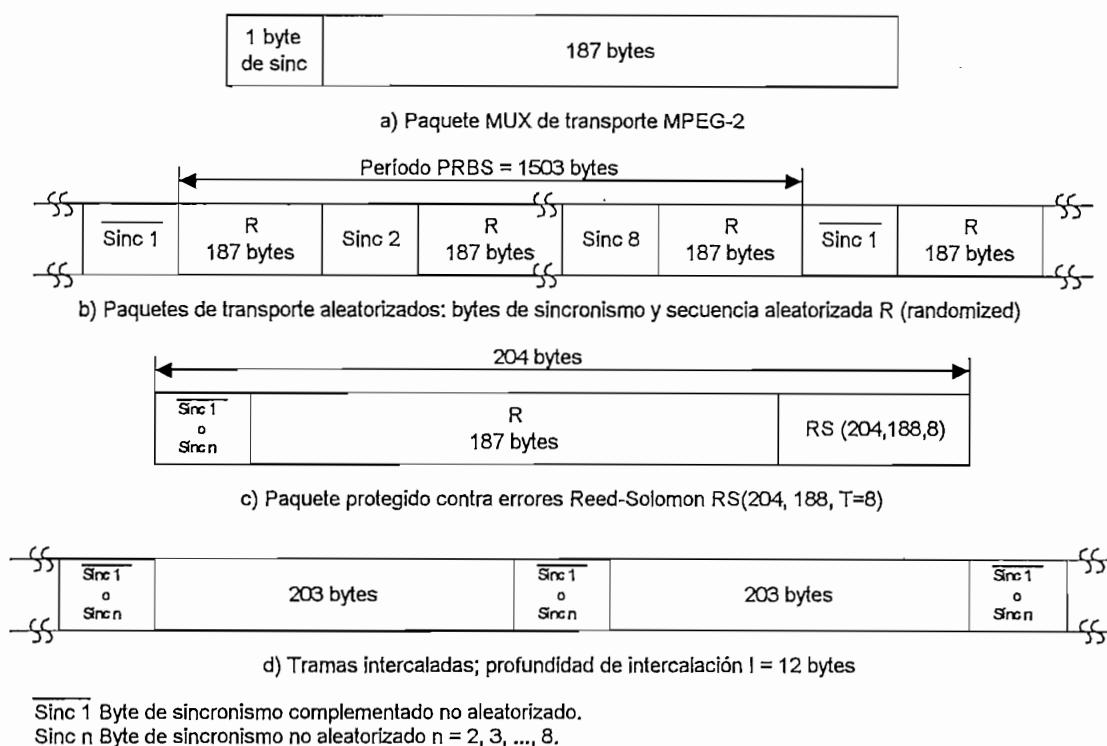 1 byte
de sinc
187 bytes
a) Paquete MUX de transporte MPEG-2
Período PRBS = 1503 bytes
Sinc 1
R
187 bytes
Sinc 2
R
187 bytes
Sinc 8
R
187 bytes
Sinc 1
R
187 bytes
b) Paquetes de transporte aleatorizados: bytes de sincronismo y secuencia aleatorizada R (randomized)
204 bytes
Sinc 1
o
Sinc n
R
187 bytes
RS (204,188,8)
c) Paquete protegido contra errores Reed-Solomon RS(204, 188, T=8)
Sinc 1
o
Sinc n
203 bytes
Sinc 1
o
Sinc n
203 bytes
Sinc 1
o
Sinc n
d) Tramas intercaladas; profundidad de intercalación I = 12 bytes
Sinc 1 Byte de sincronismo complementado no aleatorizado.
Sinc n Byte de sincronismo no aleatorizado n = 2, 3, ..., 8.